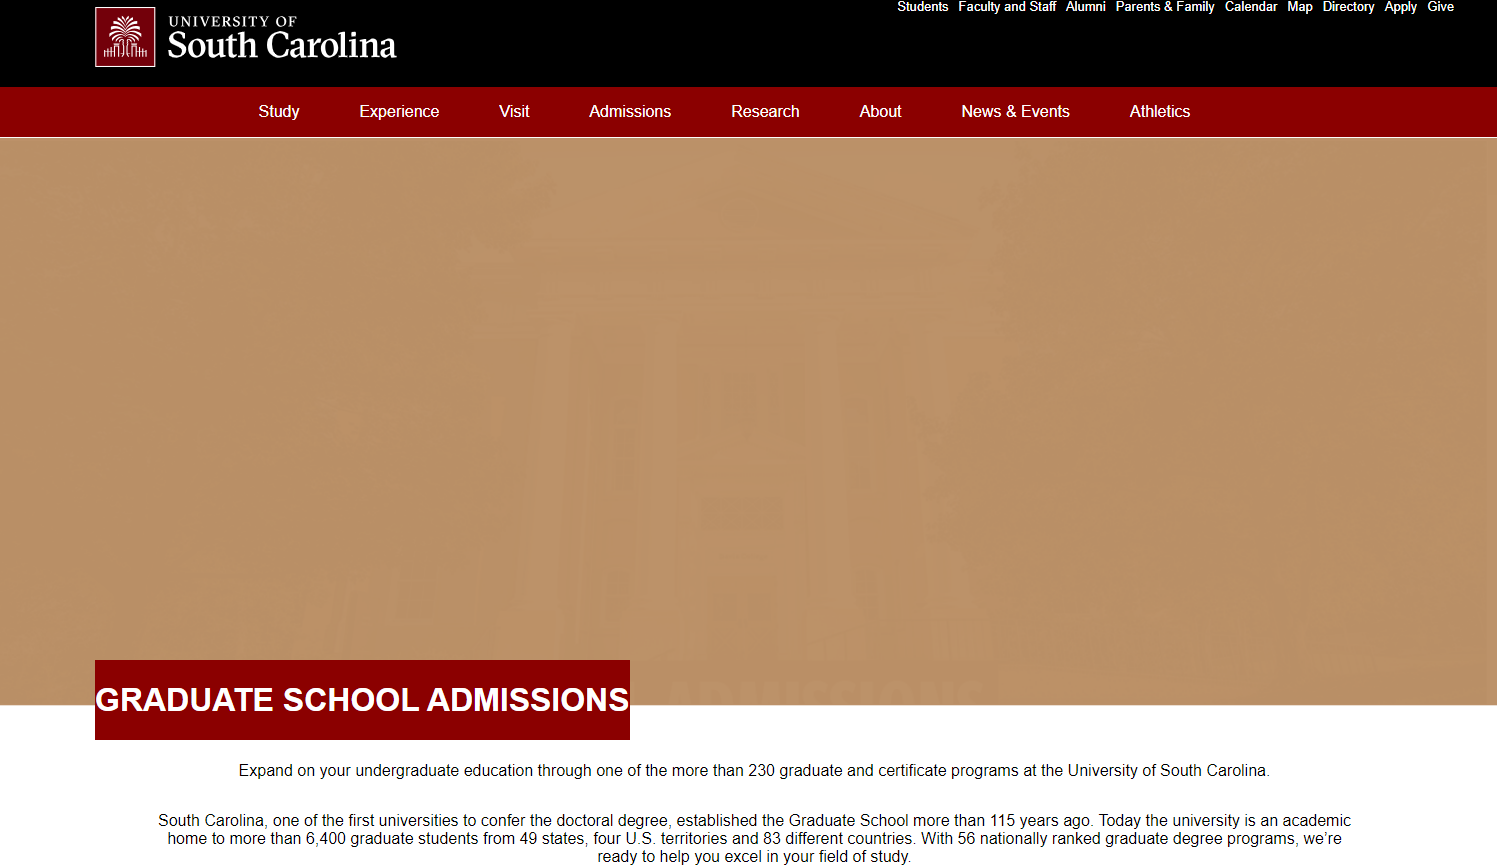 UNIVERSITY OF
South Carolina
Students Faculty and Staff Alumni Parents & Family Calendar Map Directory Apply Give
Study Experience Visit Admissions Research About News & Events Athletics
ADMISSIONS
GRADUATE SCHOOL ADMISSIONS
Expand on your undergraduate education through one of the more than 230 graduate and certificate programs at the University of South Carolina.
South Carolina, one of the first universities to confer the doctoral degree, established the Graduate School more than 115 years ago. Today the university is an academic
home to more than 6,400 graduate students from 49 states, four U.S. territories and 83 different countries. With 56 nationally ranked graduate degree programs, we’re
ready to help you excel in your field of study.